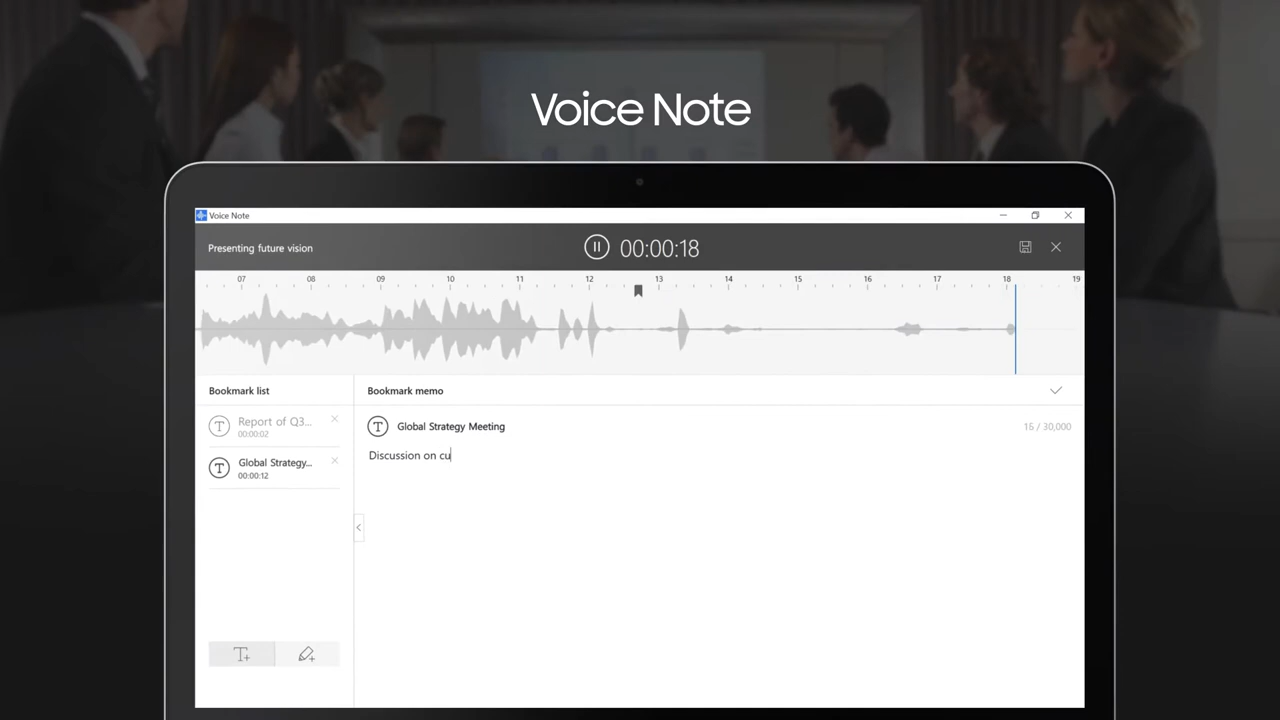 Voice Note
Voice Note
Presenting future vision
00:00:18
07 08 09 10 11 12 13 14 15 16 17 18 19
Bookmark list
Bookmark memo
Report of Q3...
00:00:02
Global Strategy Meeting
16 / 30,000
Discussion on cu
Global Strategy...
00:00:12
T+